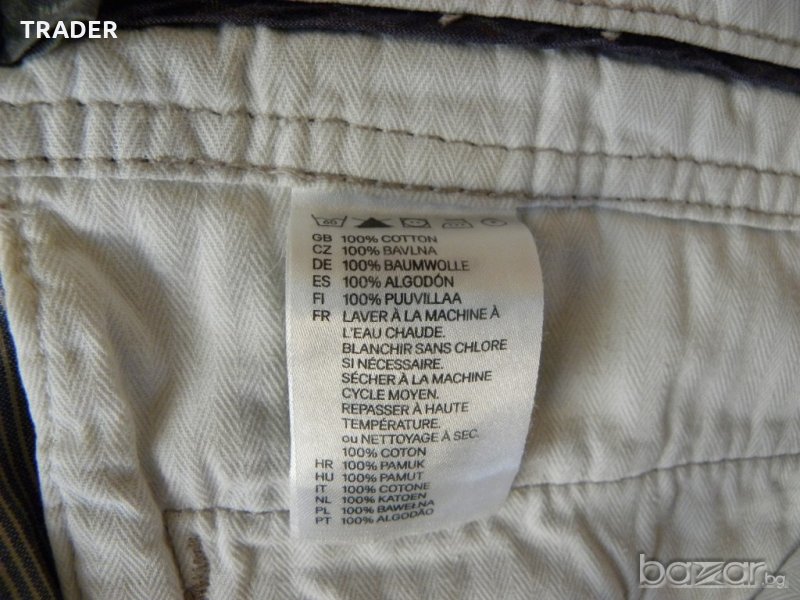 TRADER
60
GB 100% COTTON
CZ 100% BAVLNA
DE 100% BAUMWOLLE
ES 100% ALGODÓN
FI 100% PUUVILLAA
FR LAVER À LA MACHINE À
L'EAU CHAUDE.
BLANCHIR SANS CHLORE
SI NÉCESSAIRE.
SÉCHER À LA MACHINE
CYCLE MOYEN.
REPASSER À HAUTE
TEMPÉRATURE.
ou NETTOYAGE À SEC.
100% COTON
HR 100% PAMUK
HU 100% PAMUT
IT 100% COTONE
NL 100% KATOEN
PL 100% BAWEŁNA
PT 100% ALGODÃO
bazar.bg